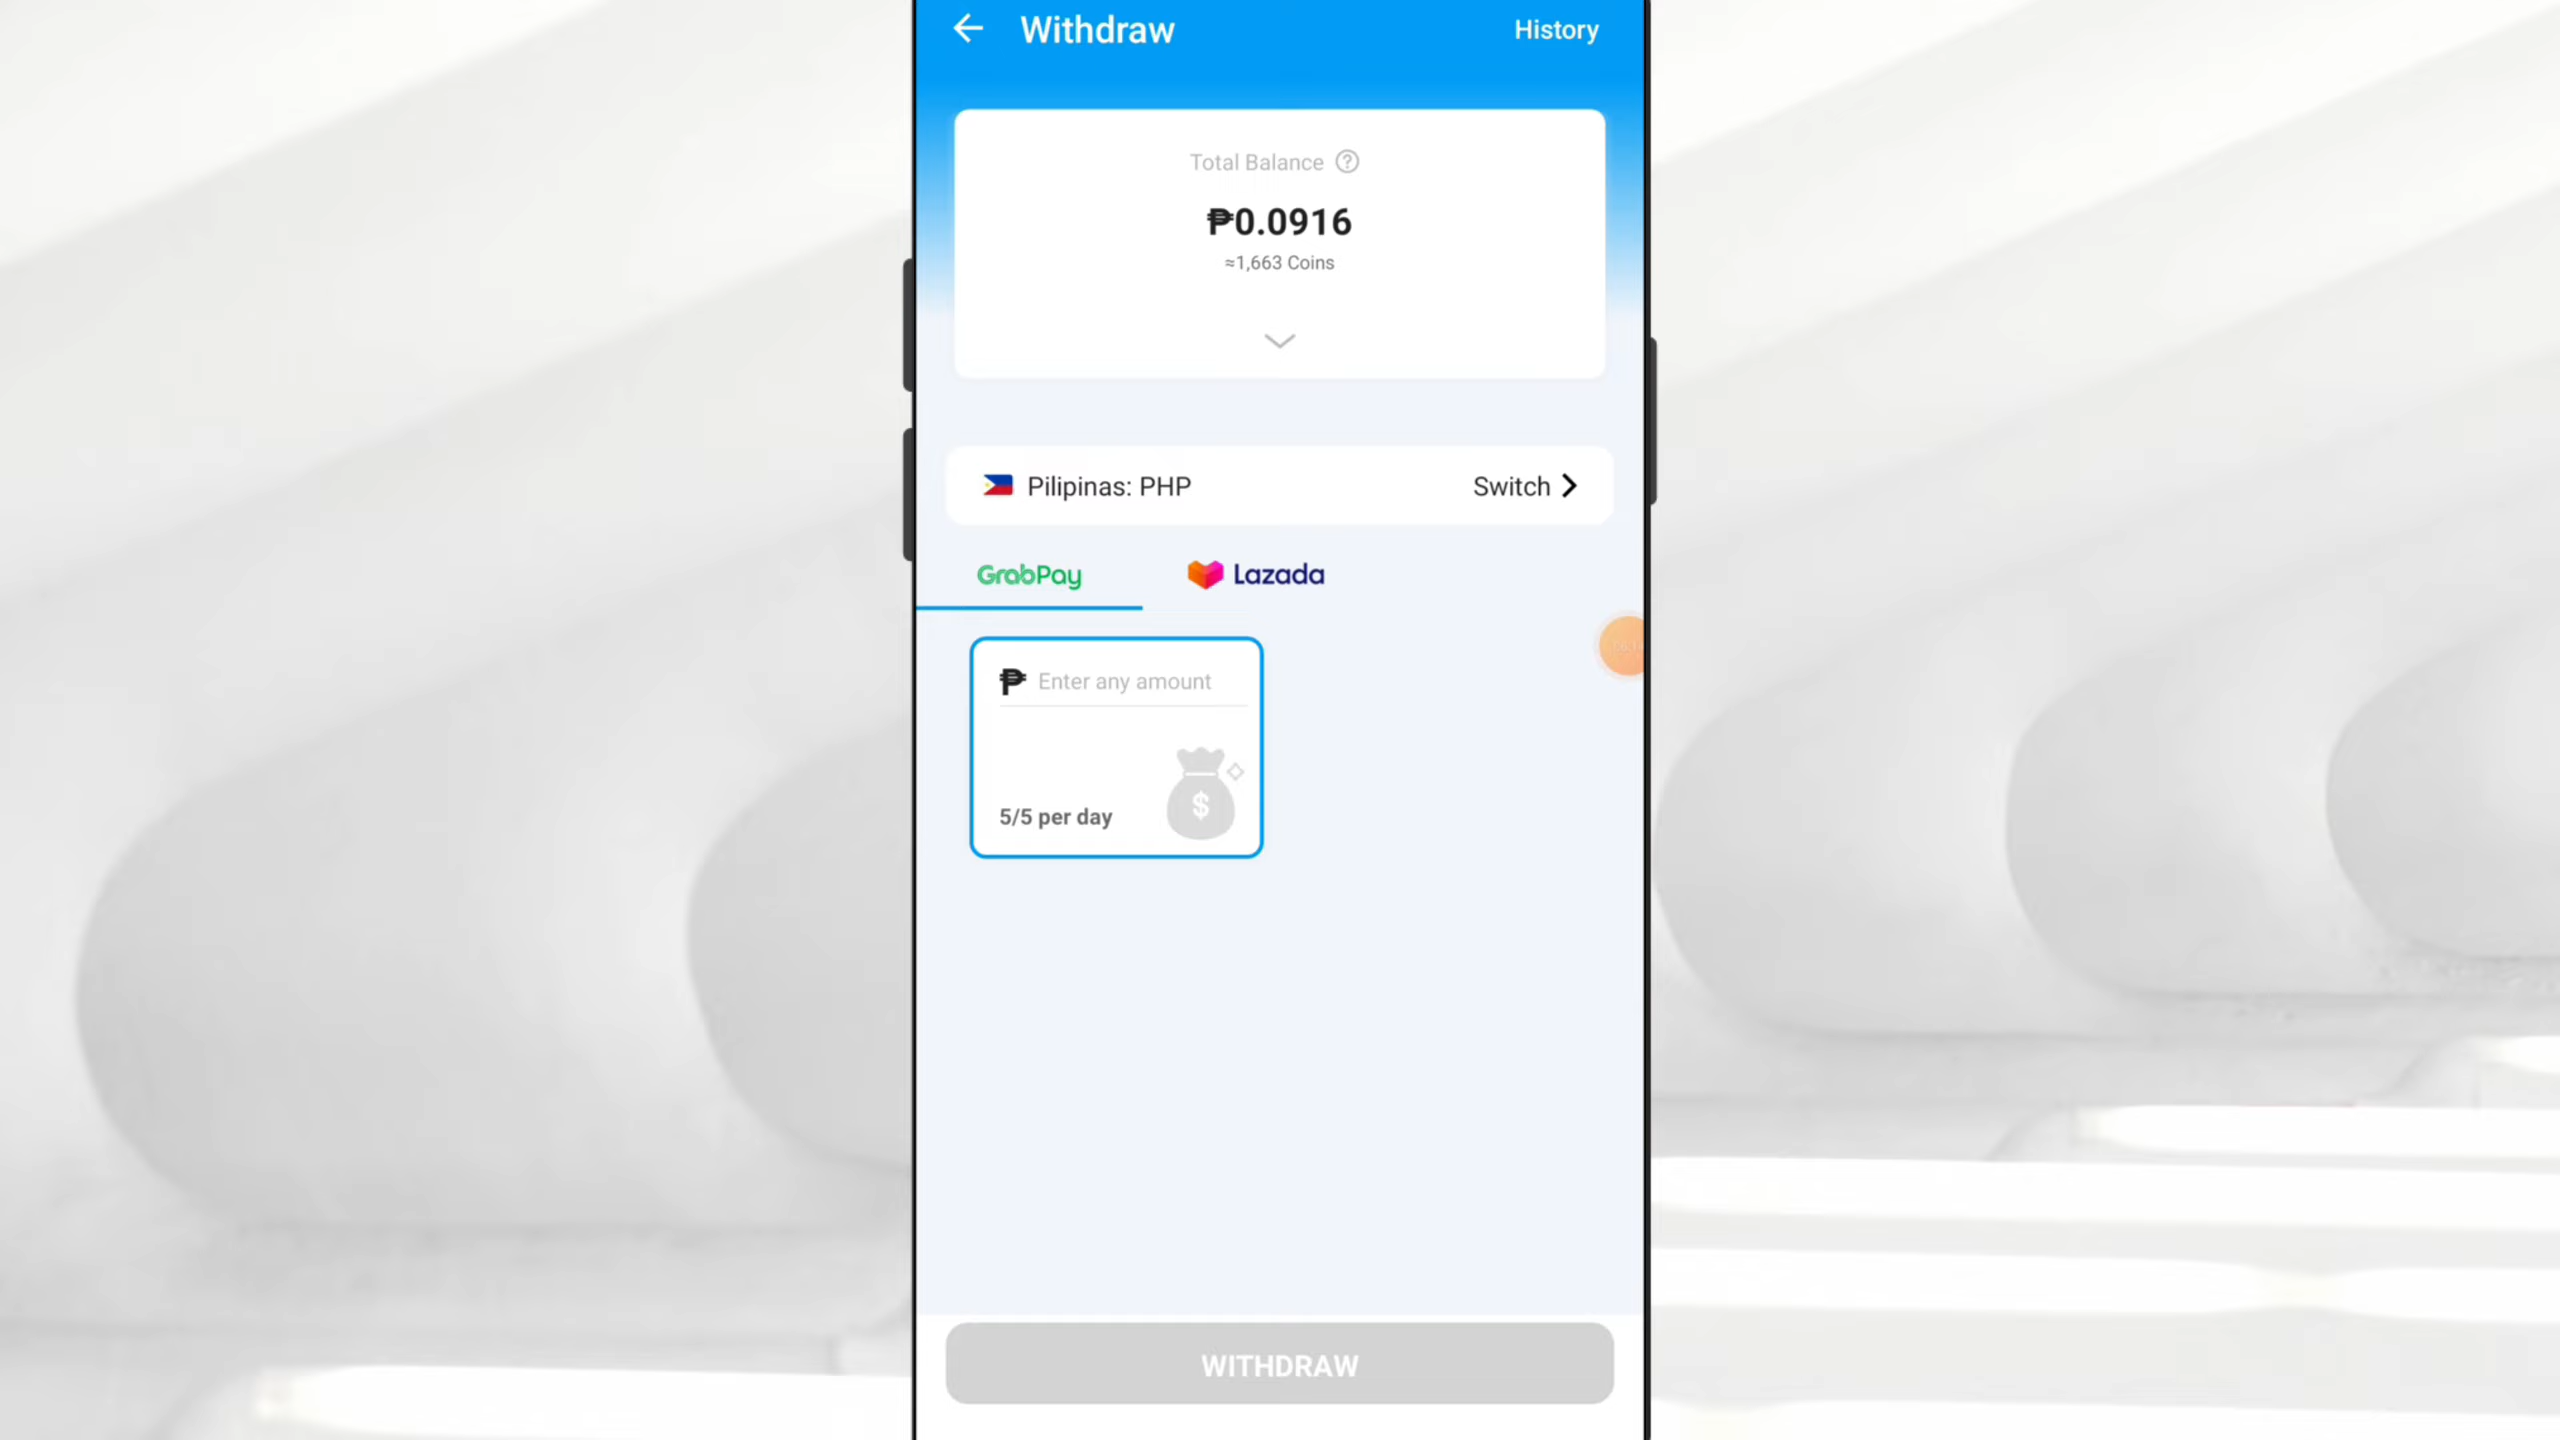 Withdraw
History
Total Balance ?
₱0.0916
≈1,663 Coins
Pilipinas: PHP
Switch
GrabPay
Lazada
₱ Enter any amount
5/5 per day
$
WITHDRAW